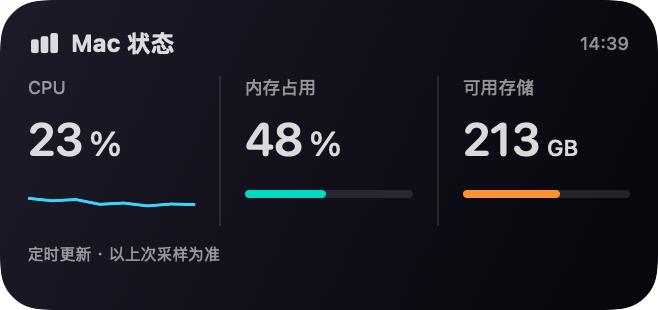 Mac 状态
14:39
CPU
内存占用
可用存储
23 %
48 %
213 GB
定时更新 · 以上次采样为准